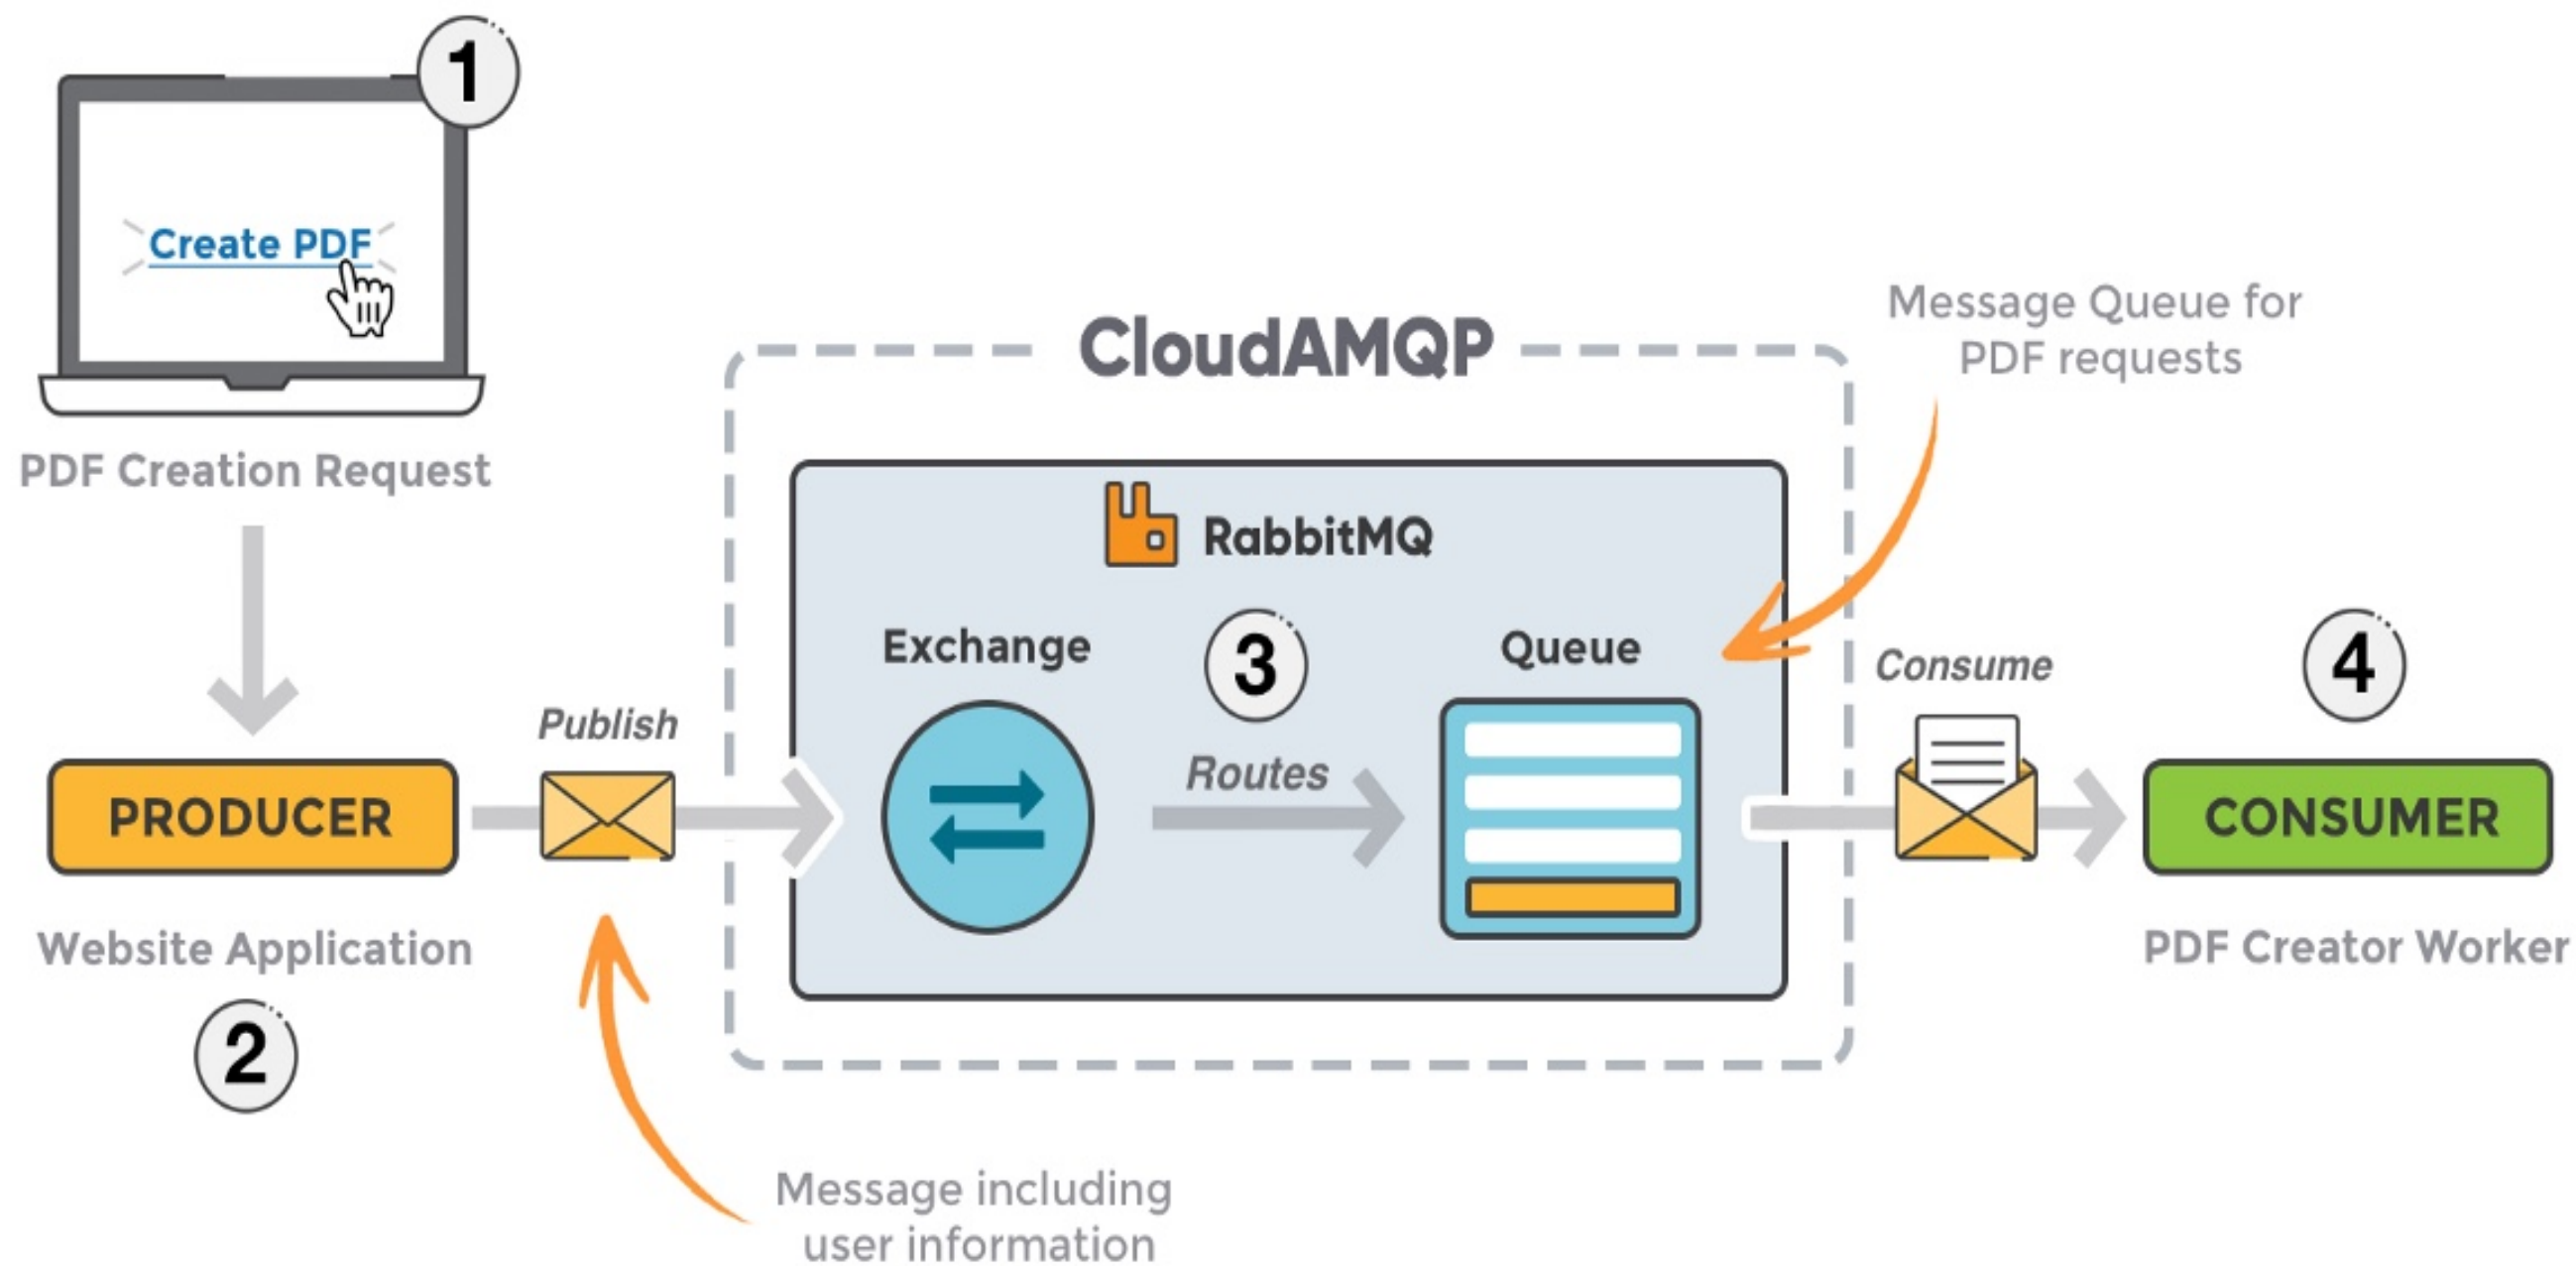 1
Create PDF
PDF Creation Request
CloudAMQP
Message Queue for
PDF requests
RabbitMQ
Exchange
3
Queue
Consume
4
Publish
Routes
PRODUCER
CONSUMER
Website Application
PDF Creator Worker
2
Message including
user information